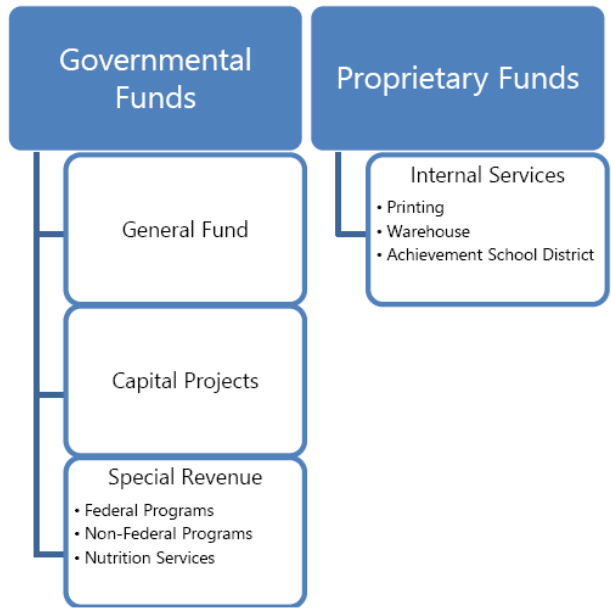 Governmental
Funds
General Fund
Capital Projects
Special Revenue
• Federal Programs
• Non-Federal Programs
• Nutrition Services
Proprietary Funds
Internal Services
• Printing
• Warehouse
• Achievement School District